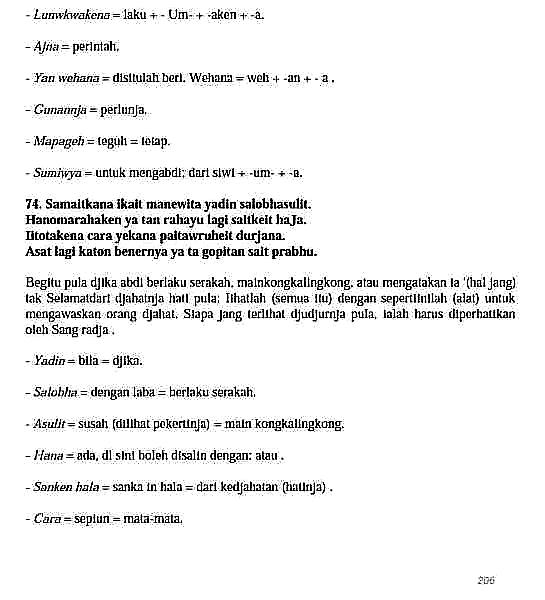 - Lunwkwakena = laku + - Um- + -aken + -a.
- Ajna = perintah.
- Yan wehana = disitulah beri. Wehana = weh + -an + - a .
- Gunannja = perlunja.
- Mapageh = teguh = tetap.
- Sumiwya = untuk mengabdi; dari siwi + -um- + -a.
74. Samaitkana ikait manewita yadin salobhasulit.
Hanomarahaken ya tan rahayu lagi saitkeit haJa.
Iitotakena cara yekana paitawruheit durjana.
Asat lagi katon benernya ya ta gopitan sait prabhu.
Begitu pula djika abdi berlaku serakah, mainkongkalingkong, atau mengatakan ia '(hal jang)
tak Selamatdari djahatnja hati pula; lihatlah (semua itu) dengan sepertiinilah (alat) untuk
mengawaskan orang djahat. Siapa jang terlihat djudjurnja pula, ialah harus diperhatikan
oleh Sang radja .
- Yadin = bila = djika.
- Salobha = dengan laba = berlaku serakah.
- Asulit = susah (dilihat pekertinja) = main kongkalingkong.
- Hana = ada, di sini boleh disalin dengan: atau .
- Sanken hala = sanka in hala = dari kedjahatan (hatinja) .
- Cara = sepiun = mata-mata.
206